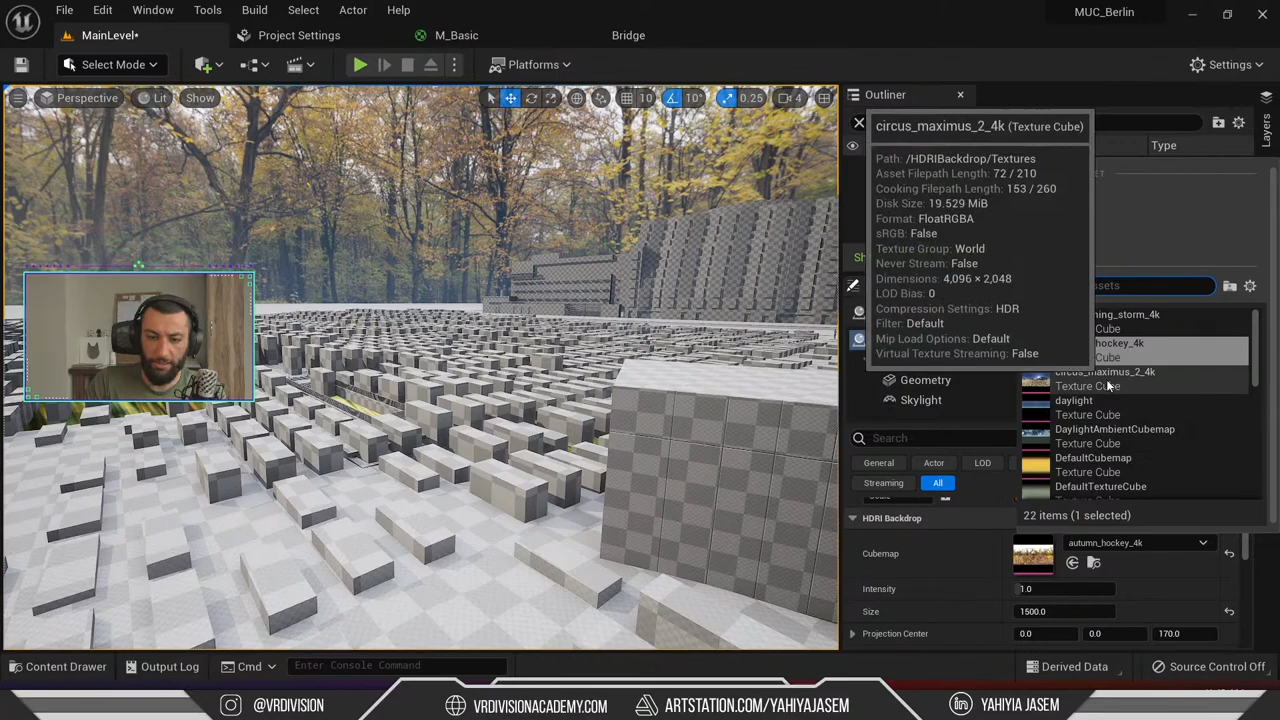 File Edit Window Tools Build Select Actor Help
MUC_Berlin
MainLevel*
Project Settings
M_Basic
Bridge
Select Mode
Platforms
Settings
Perspective
Lit
Show
10
10°
0.25
4
Outliner
Layers
Type
circus_maximus_2_4k (Texture Cube)
Path: /HDRIBackdrop/Textures
Asset Filepath Length: 72 / 210
Cooking Filepath Length: 153 / 260
Disk Size: 19.529 MiB
Format: FloatRGBA
sRGB: False
Texture Group: World
Never Stream: False
Dimensions: 4,096 × 2,048
LOD Bias: 0
Compression Settings: HDR
Filter: Default
Mip Load Options: Default
Virtual Texture Streaming: False
ning_storm_4k
Cube
hockey_4k
Cube
circus_maximus_2_4k
Texture Cube
daylight
Texture Cube
DaylightAmbientCubemap
Texture Cube
DefaultCubemap
Texture Cube
DefaultTextureCube
22 items (1 selected)
Geometry
Skylight
Search
General
Actor
LOD
Streaming
All
HDRI Backdrop
Cubemap
autumn_hockey_4k
Intensity
1.0
Size
1500.0
Projection Center
0.0
0.0
170.0
Content Drawer
Output Log
Cmd
Enter Console Command
Derived Data
Source Control Off
@VRDIVISION
VRDIVISIONACADEMY.COM
ARTSTATION.COM/YAHIYAJASEM
YAHIYIA JASEM